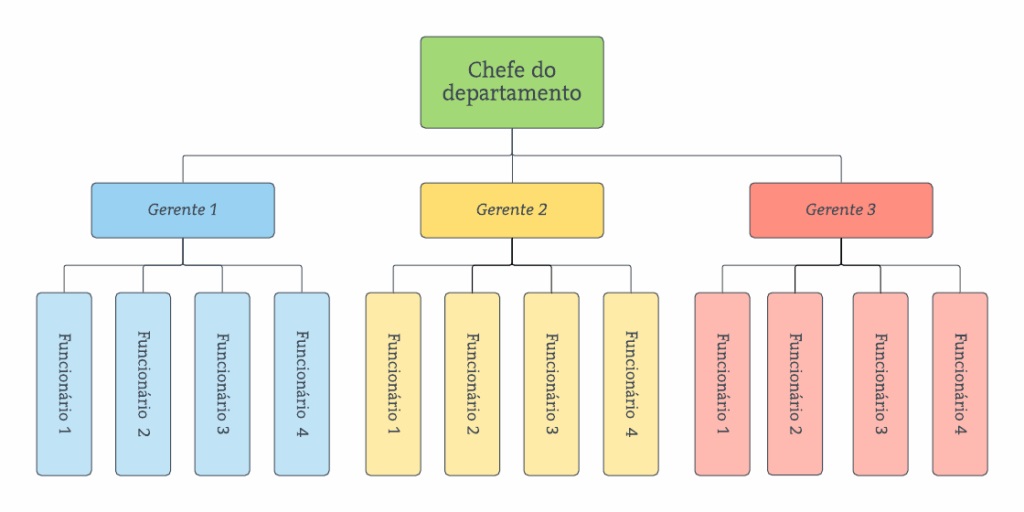 Chefe do
departamento
Gerente 1
Gerente 2
Gerente 3
Funcionário 1
Funcionário 2
Funcionário 3
Funcionário 4
Funcionário 1
Funcionário 2
Funcionário 3
Funcionário 4
Funcionário 1
Funcionário 2
Funcionário 3
Funcionário 4